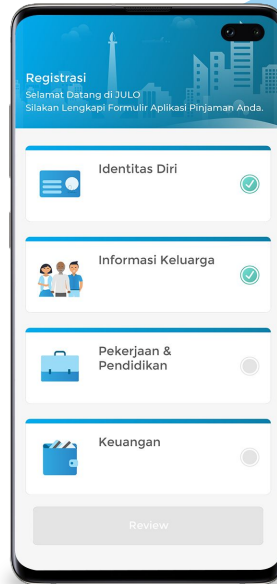 Registrasi
Selamat Datang di JULO
Silakan Lengkapi Formulir Aplikasi Pinjaman Anda.
Identitas Diri
Informasi Keluarga
Pekerjaan &
Pendidikan
Keuangan
Review